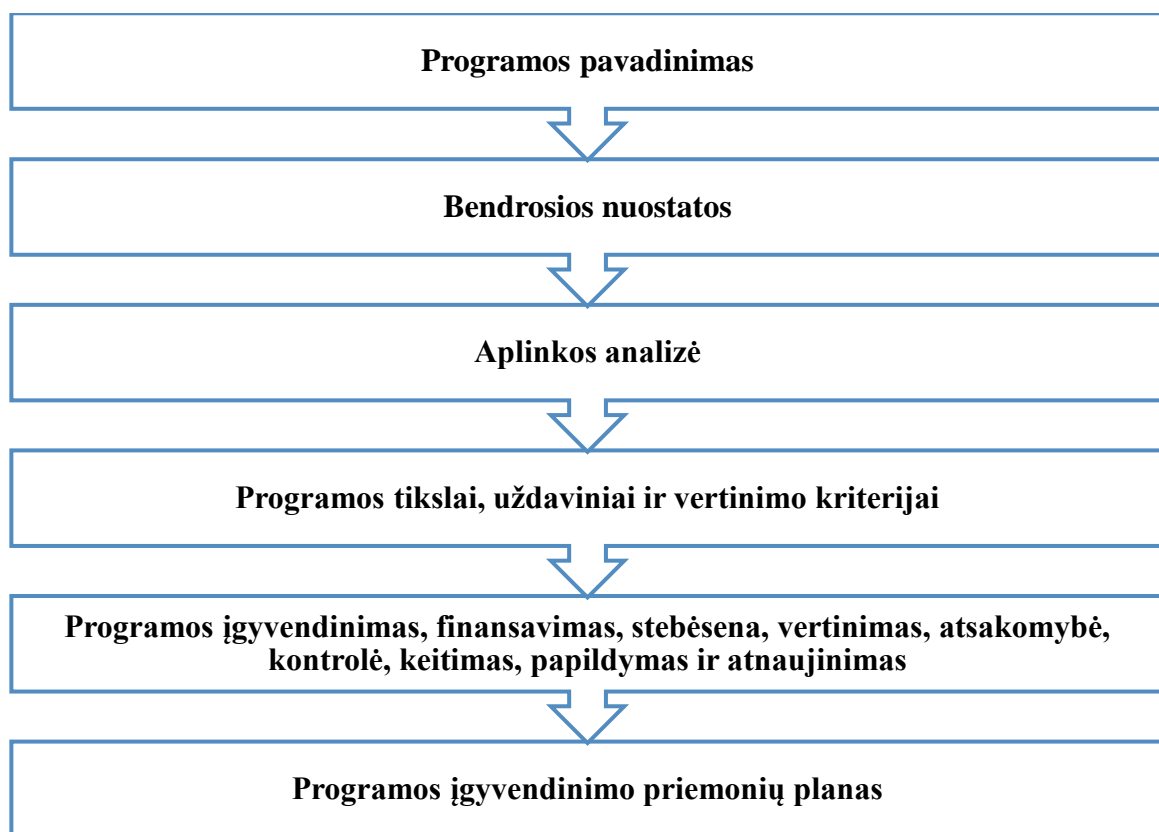 Programos pavadinimas
Bendrosios nuostatos
Aplinkos analizė
Programos tikslai, uždaviniai ir vertinimo kriterijai
Programos įgyvendinimas, finansavimas, stebėsena, vertinimas, atsakomybė,
kontrolė, keitimas, papildymas ir atnaujinimas
Programos įgyvendinimo priemonių planas